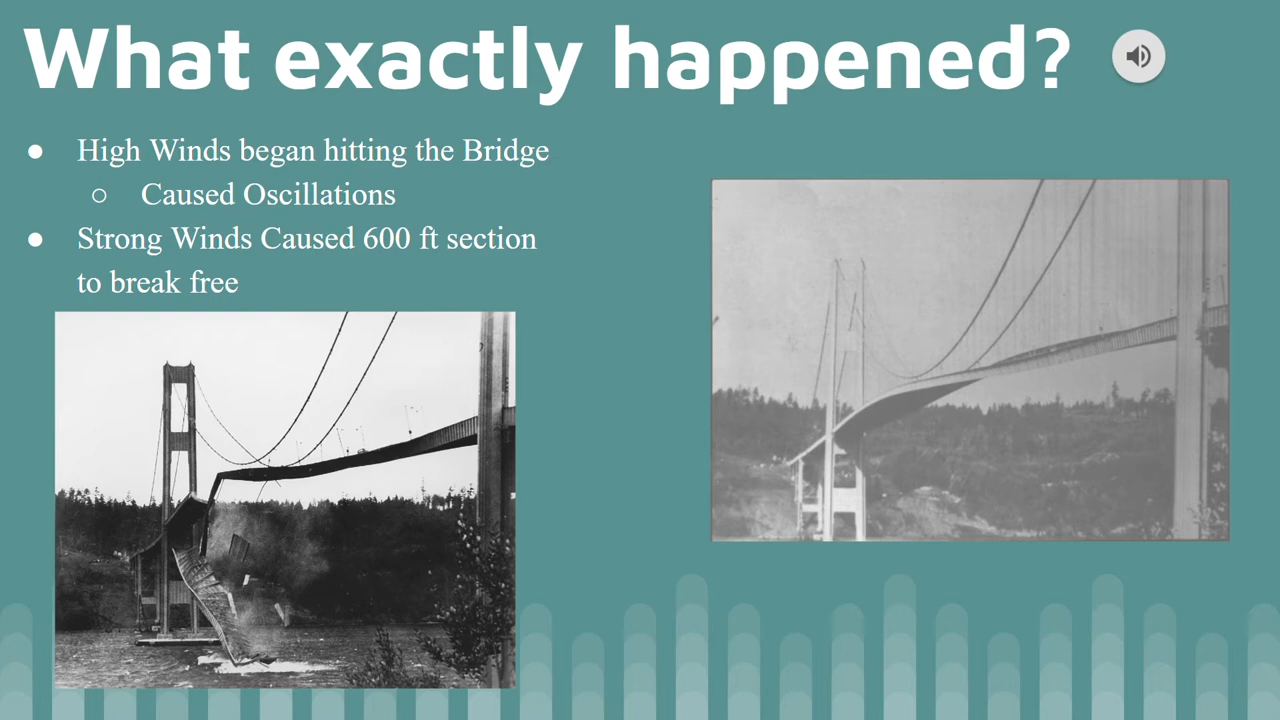 What exactly happened?
● High Winds began hitting the Bridge
○ Caused Oscillations
● Strong Winds Caused 600 ft section
to break free